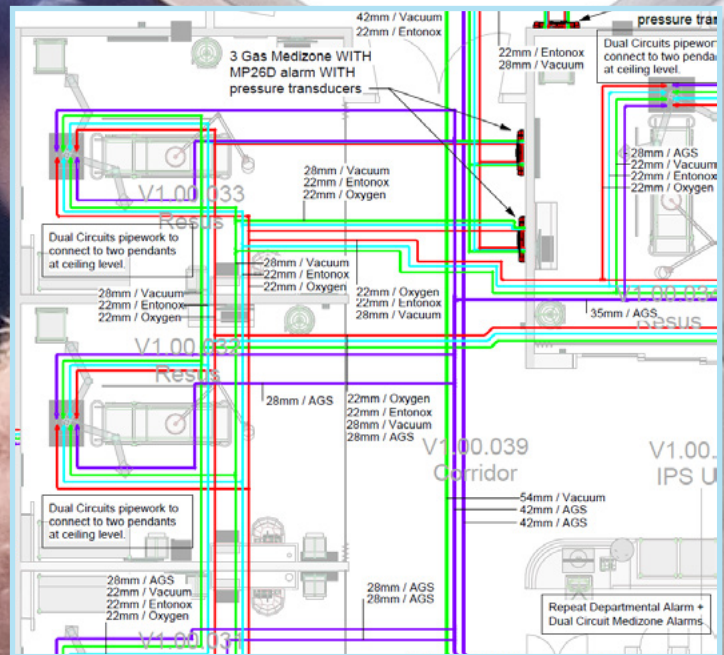 42mm / Vacuum
22mm / Entonox
pressure
3 Gas Medizone WITH
MP26D alarm WITH
pressure transducers
22mm / Entonox
28mm / Vacuum
Dual Circuits
connect to two pendants
at ceiling level.
28mm / AGS
22mm / Vacuum
22mm / Entonox
22mm / Oxygen
V1.00.033
Resus
28mm / Vacuum
22mm / Entonox
22mm / Oxygen
Dual Circuits pipework to
connect to two pendants
at ceiling level.
28mm / Vacuum
22mm / Entonox
22mm / Oxygen
28mm / Vacuum
22mm / Entonox
22mm / Oxygen
22mm / Oxygen
22mm / Entonox
28mm / Vacuum
Resus
35mm / AGS
V1.00.032
Resus
28mm / AGS
22mm / Oxygen
22mm / Entonox
28mm / Vacuum
28mm / AGS
V1.00.039
Corridor
V1.00.
IPS
54mm / Vacuum
42mm / AGS
42mm / AGS
Dual Circuits pipework to
connect to two pendants
at ceiling level.
28mm / AGS
22mm / Vacuum
22mm / Entonox
22mm / Oxygen
28mm / AGS
28mm / AGS
Repeat Departmental Alarm +
Dual Circuit Medizone Alarms
V1.00.031